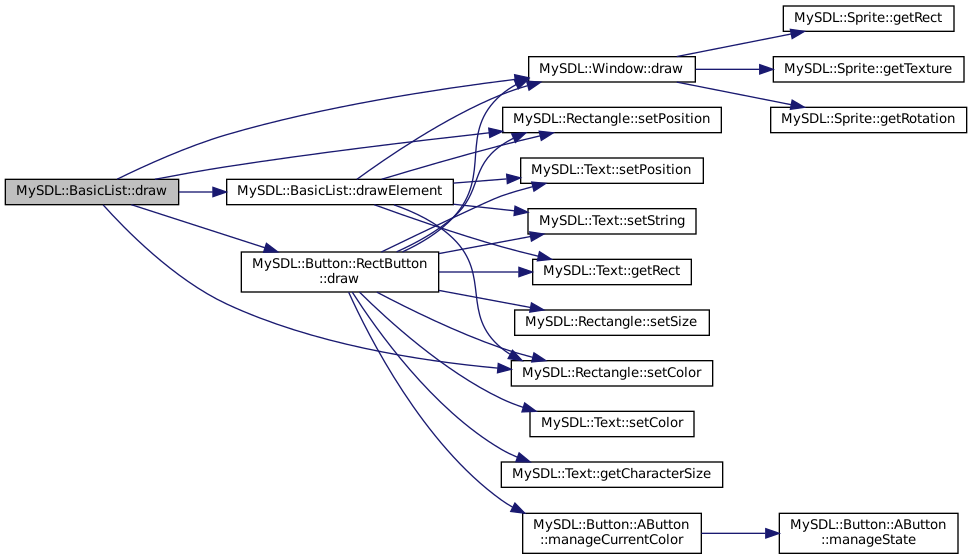 MySDL::BasicList::draw
MySDL::BasicList::drawElement
MySDL::Button::RectButton
::draw
MySDL::Window::draw
MySDL::Rectangle::setPosition
MySDL::Text::setPosition
MySDL::Text::setString
MySDL::Text::getRect
MySDL::Rectangle::setSize
MySDL::Rectangle::setColor
MySDL::Text::setColor
MySDL::Text::getCharacterSize
MySDL::Button::AButton
::manageCurrentColor
MySDL::Sprite::getRect
MySDL::Sprite::getTexture
MySDL::Sprite::getRotation
MySDL::Button::AButton
::manageState